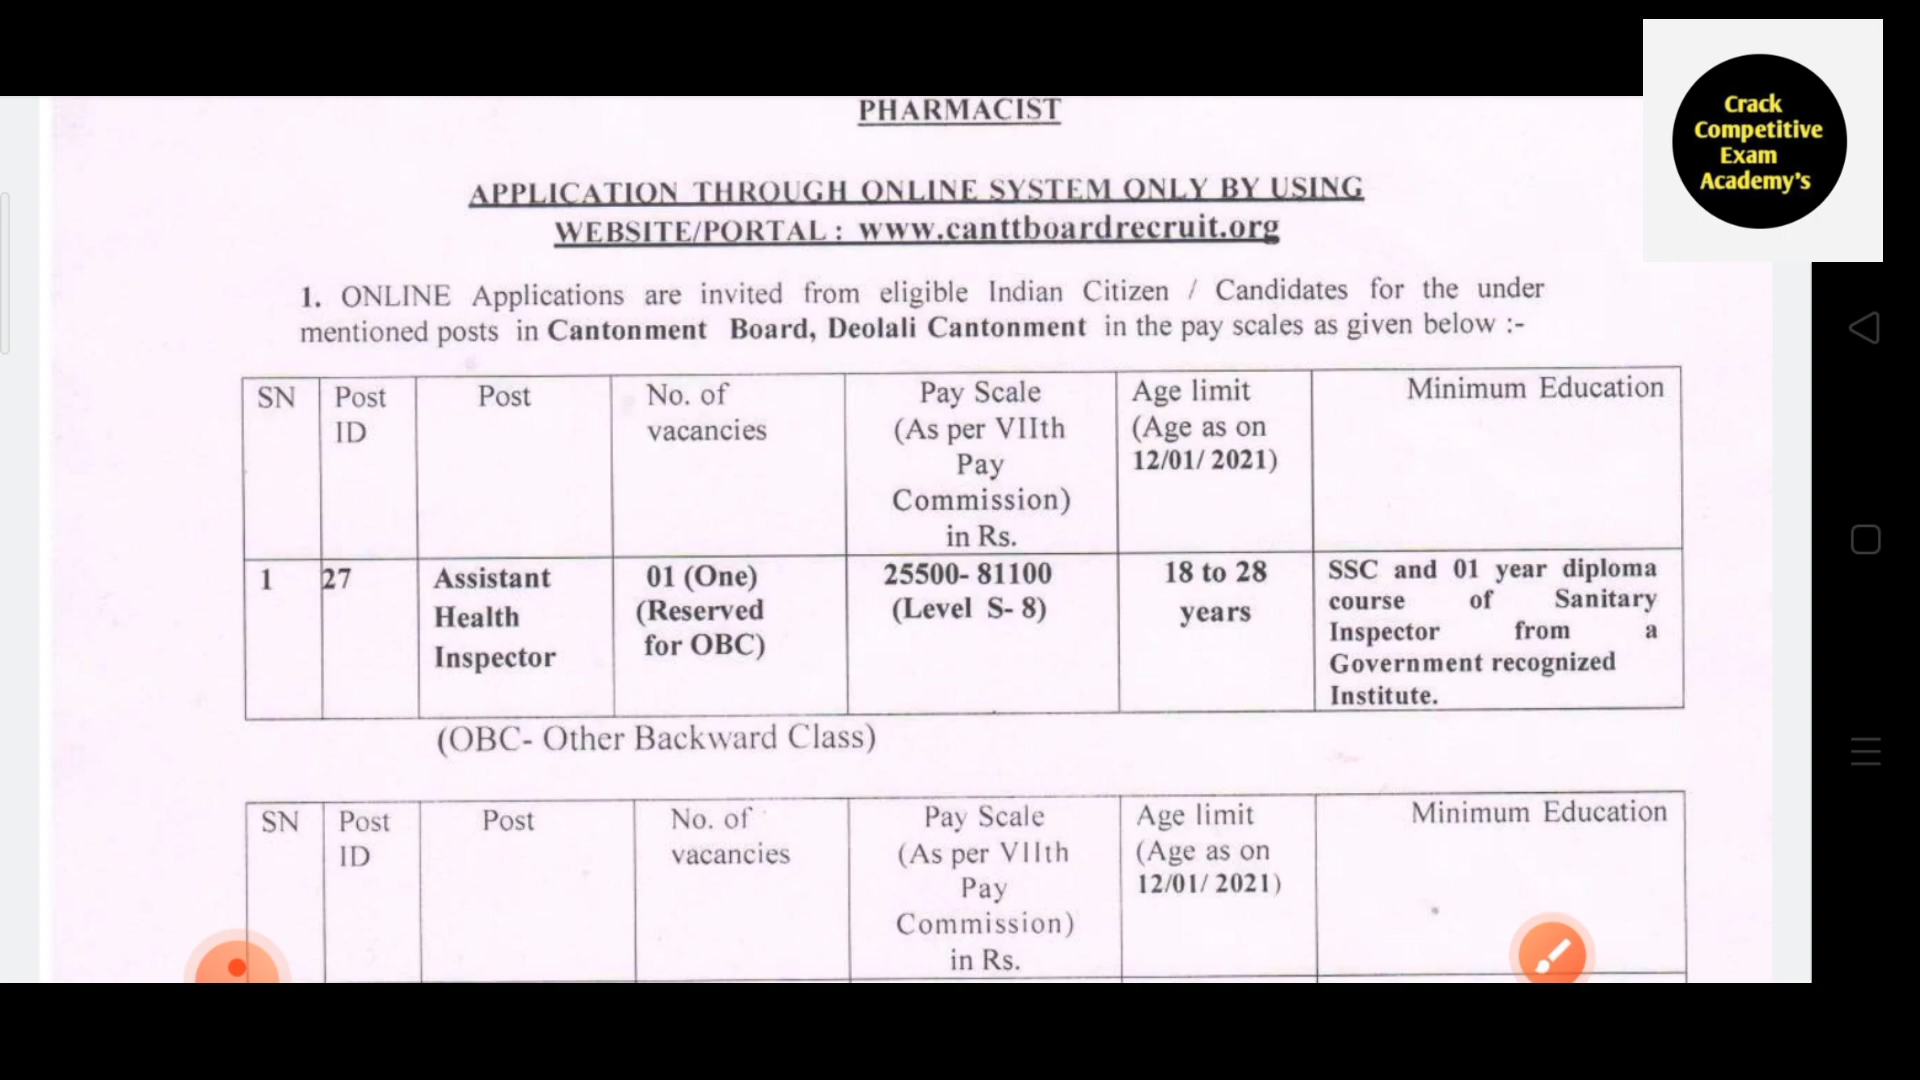 PHARMACIST
Crack
Competitive
Exam
Academy's
APPLICATION THROUGH ONLINE SYSTEM ONLY BY USING
WEBSITE/PORTAL : www.canttboardrecruit.org
1. ONLINE Applications are invited from eligible Indian Citizen / Candidates for the under
mentioned posts in Cantonment Board, Deolali Cantonment in the pay scales as given below :-
SN
Post
ID
Post
No. of
vacancies
Pay Scale
(As per VIIth
Pay
Commission)
in Rs.
Age limit
(Age as on
12/01/ 2021)
Minimum Education
1
27
Assistant
Health
Inspector
01 (One)
(Reserved
for OBC)
25500- 81100
(Level S- 8)
18 to 28
years
SSC and 01 year diploma
course of Sanitary
Inspector from a
Government recognized
Institute.
(OBC- Other Backward Class)
SN
Post
ID
Post
No. of
vacancies
Pay Scale
(As per VIIth
Pay
Commission)
in Rs.
Age limit
(Age as on
12/01/ 2021)
Minimum Education